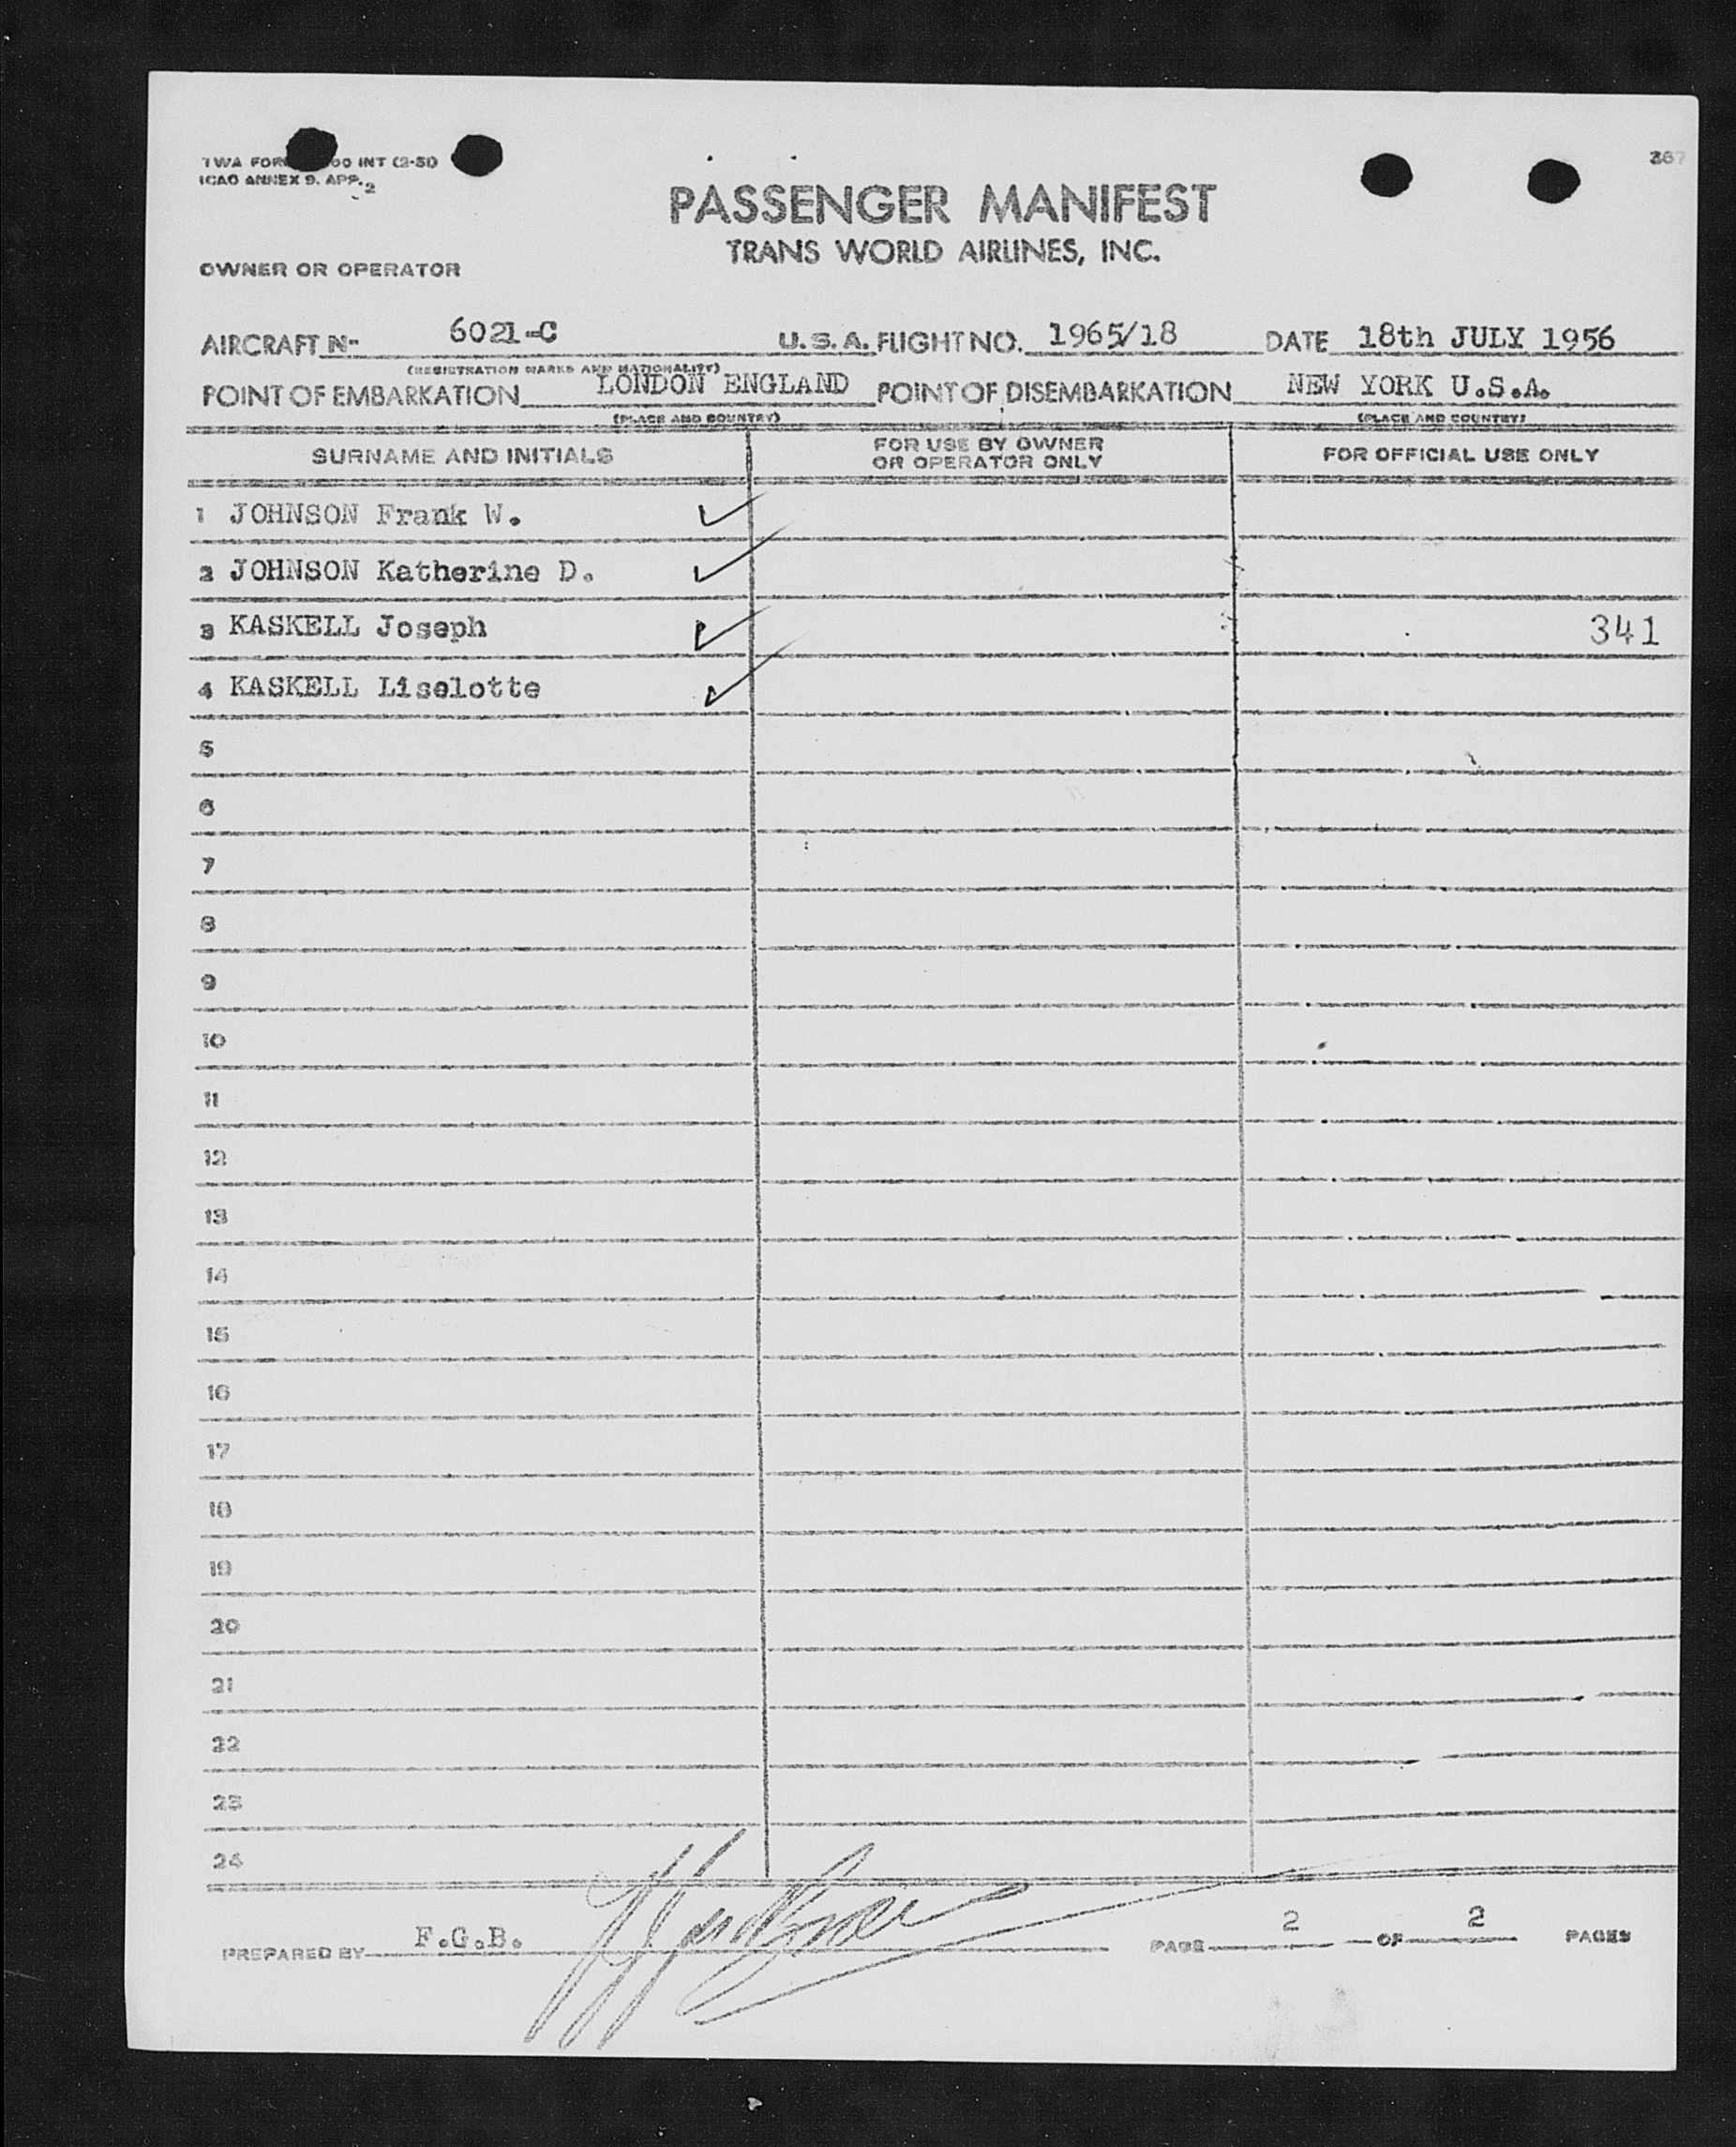 TWA FORM 00 INT (2-51)
ICAO ANNEX 9. APP. 2
367
PASSENGER MANIFEST
TRANS WORLD AIRLINES, INC.
OWNER OR OPERATOR
AIRCRAFT N- 6021-C U.S.A. FLIGHT NO. 1965/18 DATE 18th JULY 1956
(REGISTRATION MARKS AND NATIONALITY)
POINT OF EMBARKATION LONDON ENGLAND POINT OF DISEMBARKATION NEW YORK U.S.A.
(PLACE AND COUNTRY) (PLACE AND COUNTRY)
SURNAME AND INITIALS FOR USE BY OWNER OR OPERATOR ONLY FOR OFFICIAL USE ONLY
1 JOHNSON Frank W.
2 JOHNSON Katherine D.
3 KASKELL Joseph 341
4 KASKELL Liselotte
5
6
7
8
9
10
11
12
13
14
15
16
17
18
19
20
21
22
23
24
PREPARED BY F.G.B. PAGE 2 OF 2 PAGES